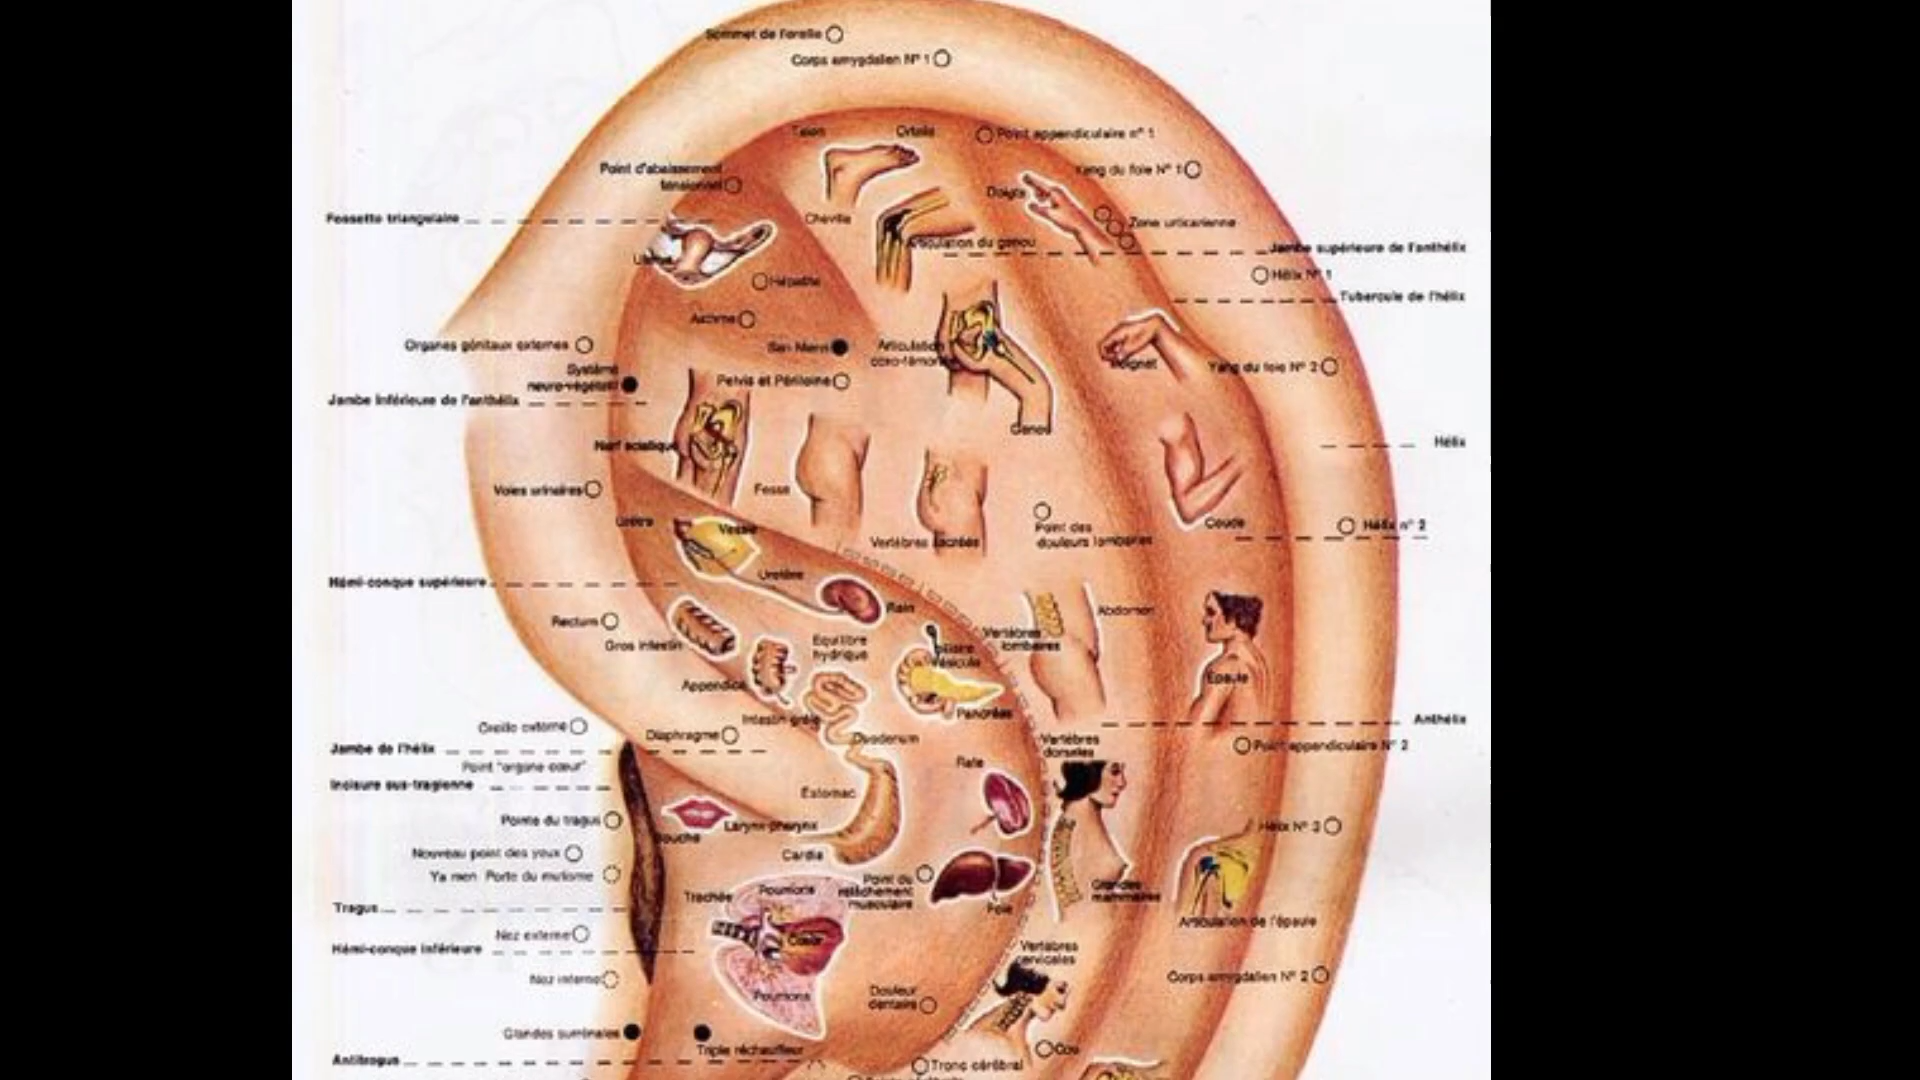 Sommet de l'oreille
Corps amygdalien N° 1
Talon
Orteils
Point appendiculaire n° 1
Point d'abaissement
tensionnel
Yang du foie N° 1
Doigts
Fossette triangulaire
Cheville
Zone urticarienne
Articulation du genou
Jambe supérieure de l'anthélix
Utérus
Hépatite
Hélix N° 1
Tubercule de l'hélix
Asthme
Organes génitaux externes
Shen Menn
Articulation
coxo-fémorale
Poignet
Yang du foie N° 2
Système
neuro-végétatif
Pelvis et Périnée
Jambe inférieure de l'anthélix
Genou
Nerf sciatique
Hélix
Voies urinaires
Fesse
Urètre
Vessie
Point des
douleurs lombaires
Coude
Hélix n° 2
Vertèbres sacrées
Hémi-conque supérieure
Uretère
Rein
Abdomen
Rectum
Gros intestin
Equilibre
hydrique
Vertèbres
lombaires
biliaire
Vésicule
Epaule
Appendice
Intestin grêle
Pancréas
Anthélix
Oreille externe
Diaphragme
Duodenum
Vertèbres
dorsales
Point appendiculaire N° 2
Jambe de l'hélix
Point "organe cœur"
Rate
Incisure sus-tragienne
Estomac
Pointe du tragus
Bouche
Larynx-pharynx
Hélix N° 3
Nouveau point des yeux
Cardia
Ya men Porte du mutisme
Trachée
Poumons
Point du
relâchement
musculaire
Foie
Glandes
mammaires
Tragus
Articulation de l'épaule
Nez externe
Cœur
Hémi-conque inférieure
Vertèbres
cervicales
Nez interne
Poumons
Douleur
dentaire
Corps amygdalien N° 2
Glandes surrénales
Triple réchauffeur
Cou
Antitragus
Tronc cérébral